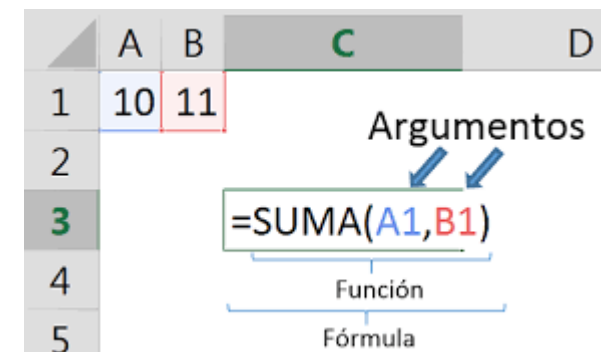 A B C D
1 10 11
Argumentos
2
3 =SUMA(A1,B1)
4 Función
5 Fórmula